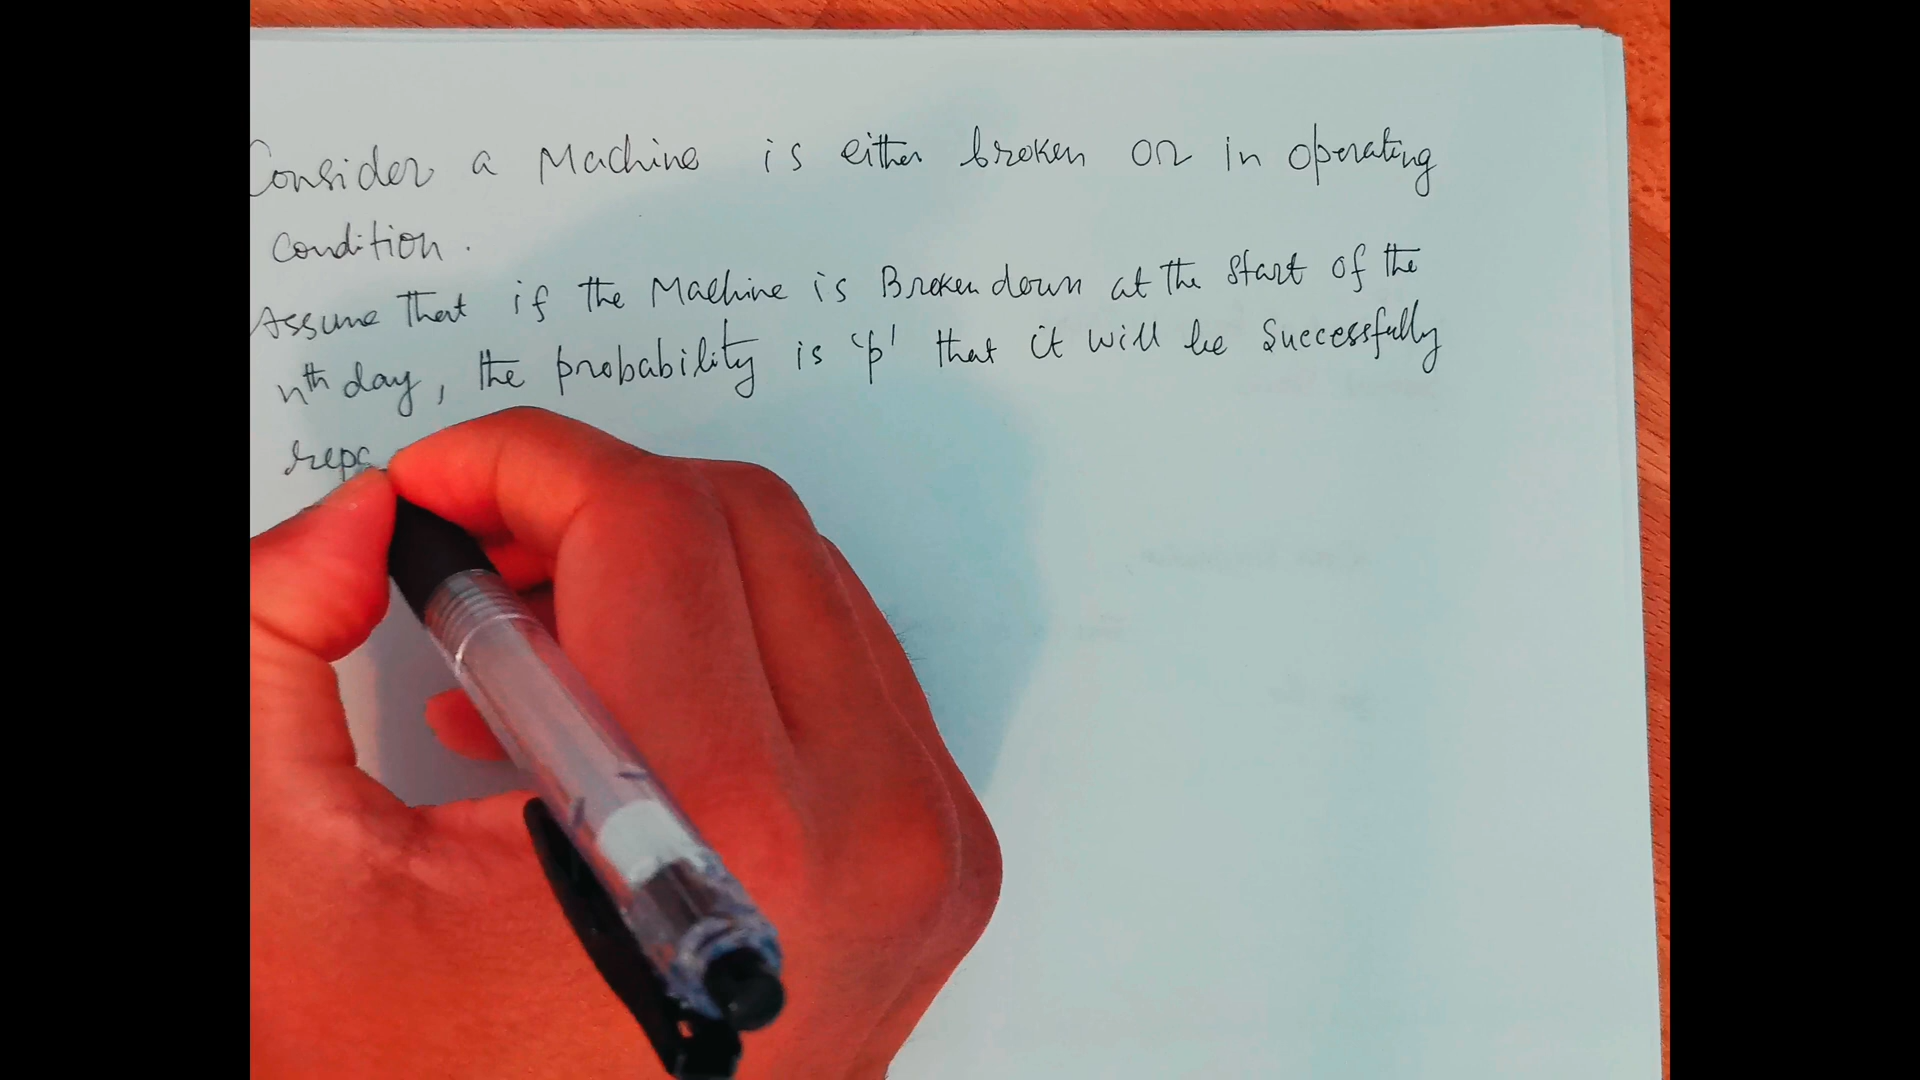 Consider a Machine is either broken or in operating
condition.
Assume that if the Machine is Broken down at the start of the
nth day, the probability is 'p' that it will be successfully
repa